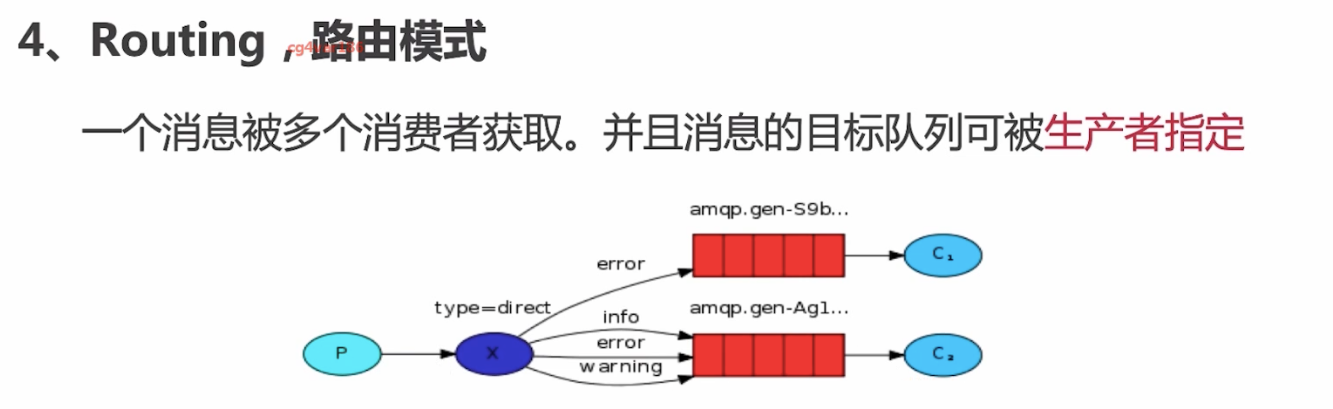 4、Routing，路由模式
一个消息被多个消费者获取。并且消息的目标队列可被生产者指定
amqp.gen-S9b...
error
C₁
type=direct
amqp.gen-Ag1...
info
P
X
error
C₂
warning